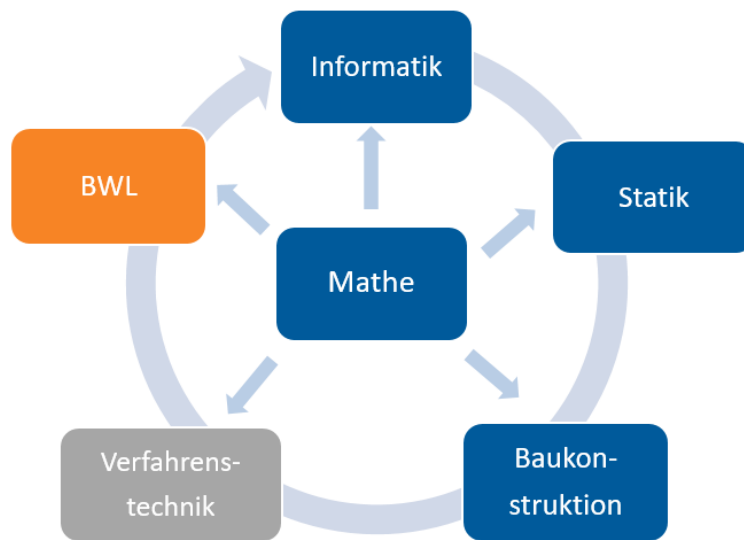 Informatik
BWL
Statik
Mathe
Verfahrens-
technik
Baukon-
struktion